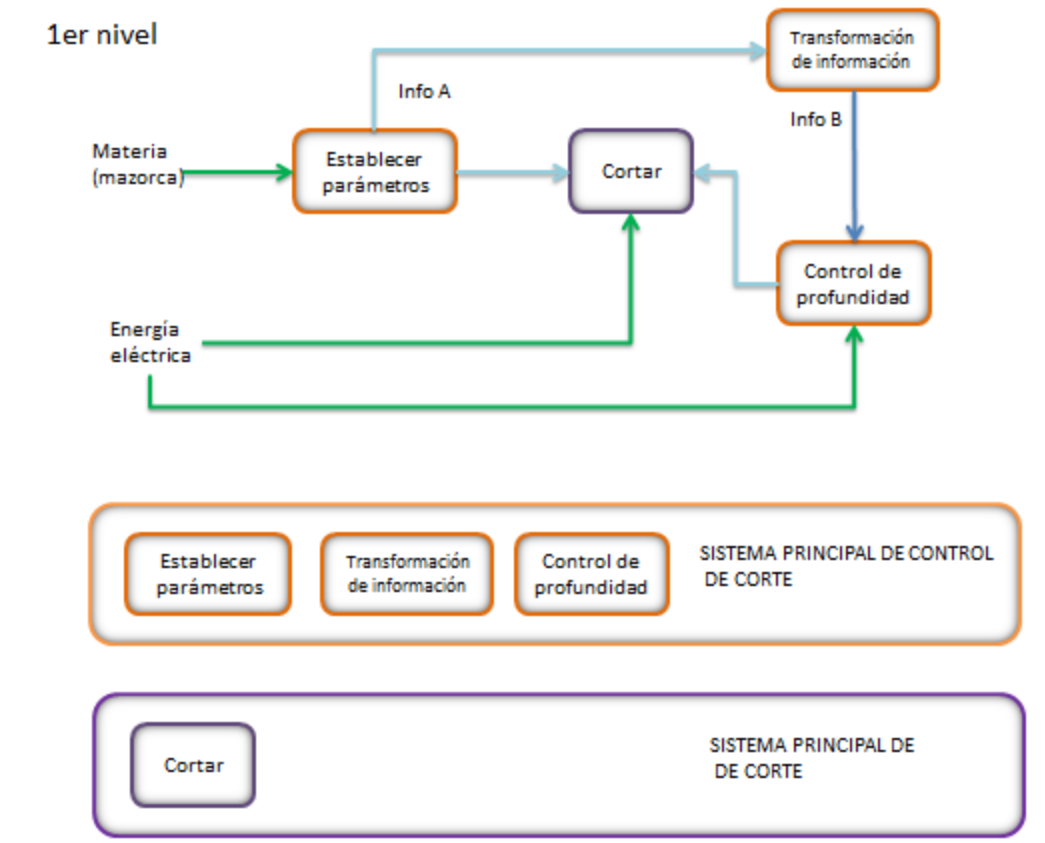 1er nivel
Transformación
de información
Info A
Info B
Materia
(mazorca)
Establecer
parámetros
Cortar
Control de
profundidad
Energía
eléctrica
Establecer
parámetros
Transformación
de información
Control de
profundidad
SISTEMA PRINCIPAL DE CONTROL
DE CORTE
Cortar
SISTEMA PRINCIPAL DE
DE CORTE